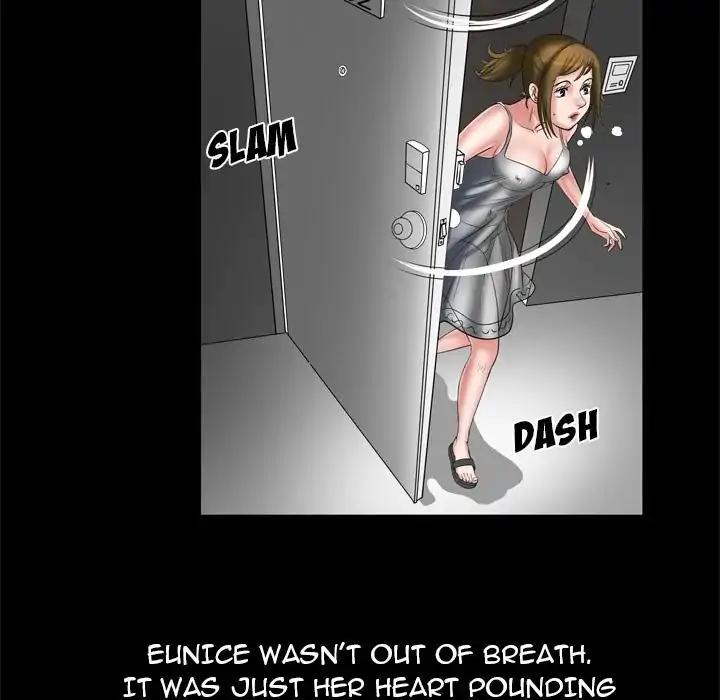 SLAM
DASH
EUNICE WASN'T OUT OF BREATH.
IT WAS JUST HER HEART POUNDING